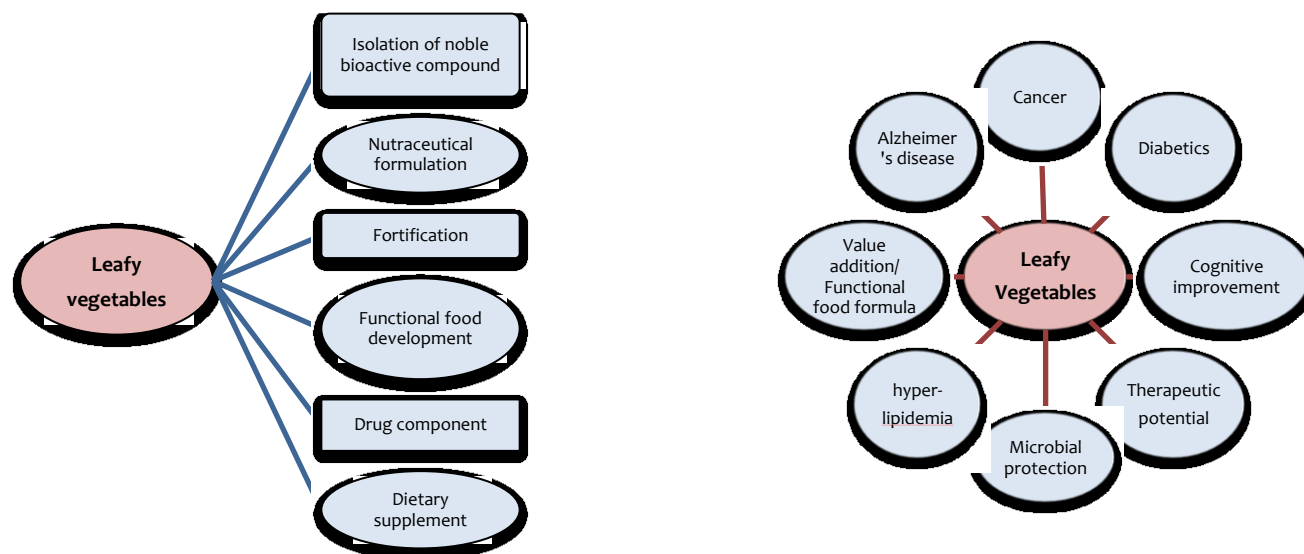 Isolation of noble
bioactive compound
Nutraceutical
formulation
Fortification
Leafy
vegetables
Functional food
development
Drug component
Dietary
supplement
Cancer
Alzheimer
's disease
Diabetics
Value
addition/
Functional
food formula
Leafy
Vegetables
Cognitive
improvement
hyper-
lipidemia
Therapeutic
potential
Microbial
protection